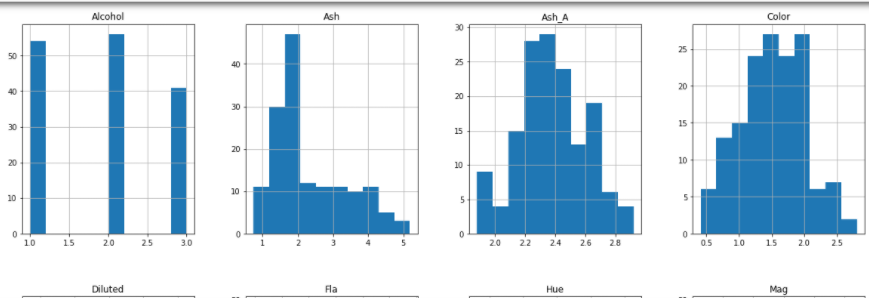 Alcohol Ash Ash_A Color
50 40 30 20 10 0
1.0 1.5 2.0 2.5 3.0
40 30 20 10 0
1 2 3 4 5
30 25 20 15 10 5 0
2.0 2.2 2.4 2.6 2.8
25 20 15 10 5 0
0.5 1.0 1.5 2.0 2.5
Diluted Fla Hue Mag